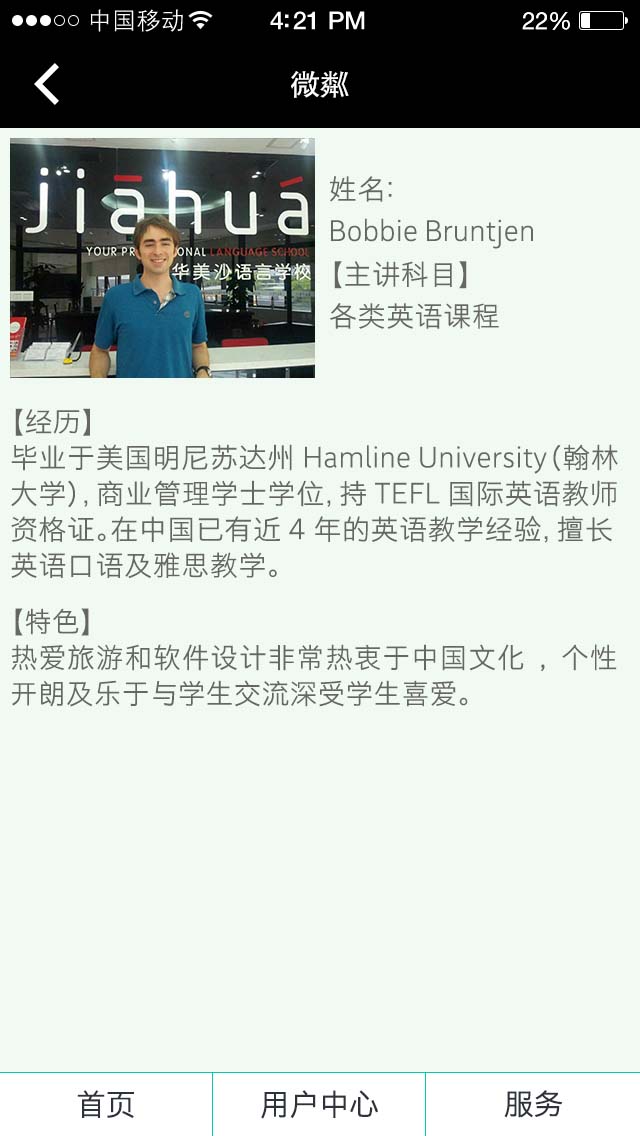 中国移动 4:21 PM 22%
微粼
jiāhuá
YOUR PR IONAL LANGUAGE SCHOOL
华美沙语言学校
姓名:
Bobbie Bruntjen
【主讲科目】
各类英语课程
【经历】
毕业于美国明尼苏达州 Hamline University(翰林
大学), 商业管理学士学位, 持 TEFL 国际英语教师
资格证。在中国已有近 4 年的英语教学经验, 擅长
英语口语及雅思教学。
【特色】
热爱旅游和软件设计非常热衷于中国文化 , 个性
开朗及乐于与学生交流深受学生喜爱。
首页 用户中心 服务